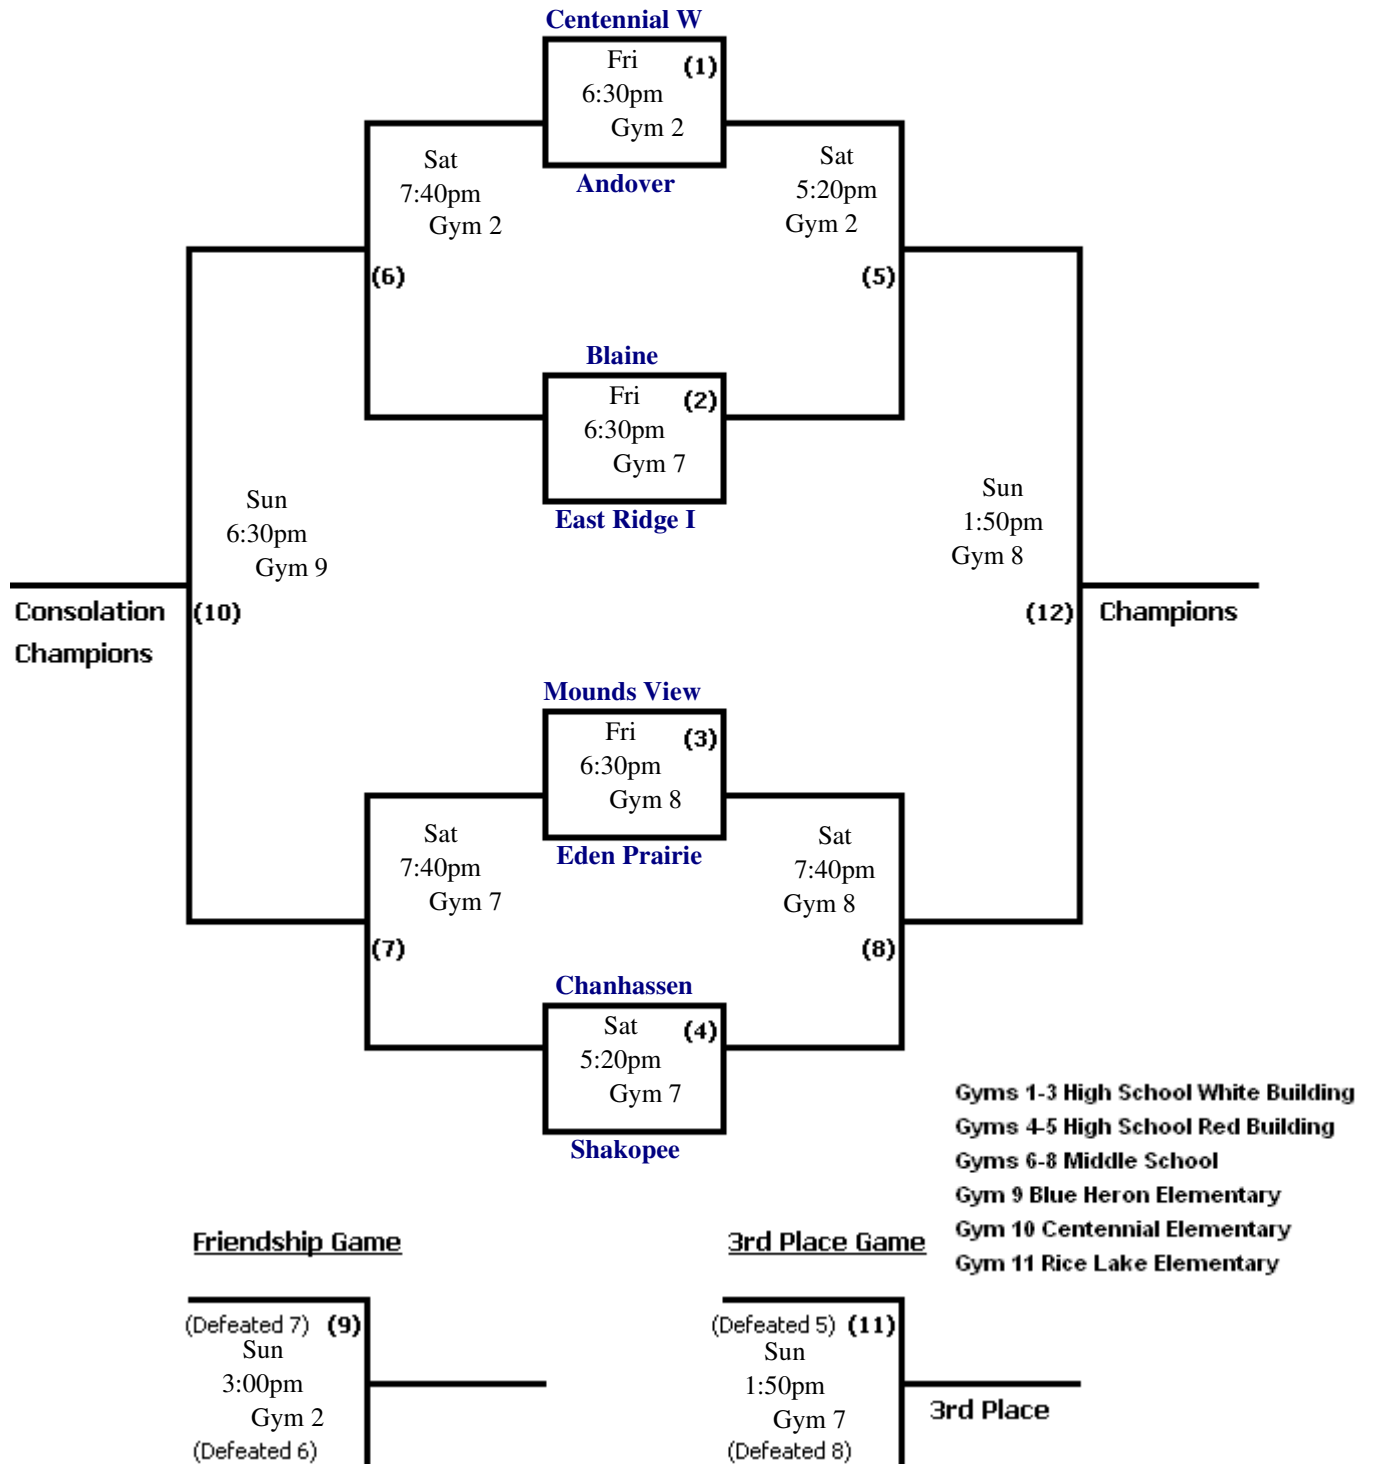 Centennial W
Fri (1)
6:30pm
Gym 2
Andover
Sat
7:40pm
Gym 2
(6)
Sat
5:20pm
Gym 2
(5)
Blaine
Fri (2)
6:30pm
Gym 7
East Ridge I
Sun
6:30pm
Gym 9
Consolation (10)
Champions
Sun
1:50pm
Gym 8
(12) Champions
Mounds View
Fri (3)
6:30pm
Gym 8
Eden Prairie
Sat
7:40pm
Gym 7
(7)
Sat
7:40pm
Gym 8
(8)
Chanhassen
Sat (4)
5:20pm
Gym 7
Shakopee
Gyms 1-3 High School White Building
Gyms 4-5 High School Red Building
Gyms 6-8 Middle School
Gym 9 Blue Heron Elementary
Gym 10 Centennial Elementary
Gym 11 Rice Lake Elementary
Friendship Game
(Defeated 7) (9)
Sun
3:00pm
Gym 2
(Defeated 6)
3rd Place Game
(Defeated 5) (11)
Sun
1:50pm
Gym 7
(Defeated 8)
3rd Place